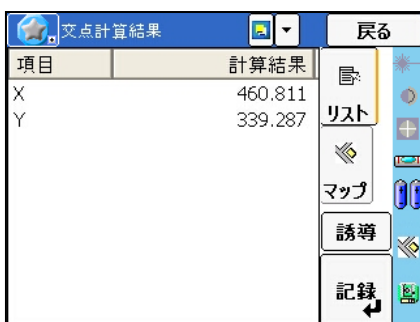 交点計算結果
戻る
項目 計算結果
X 460.811
Y 339.287
リスト
マップ
誘導
記録